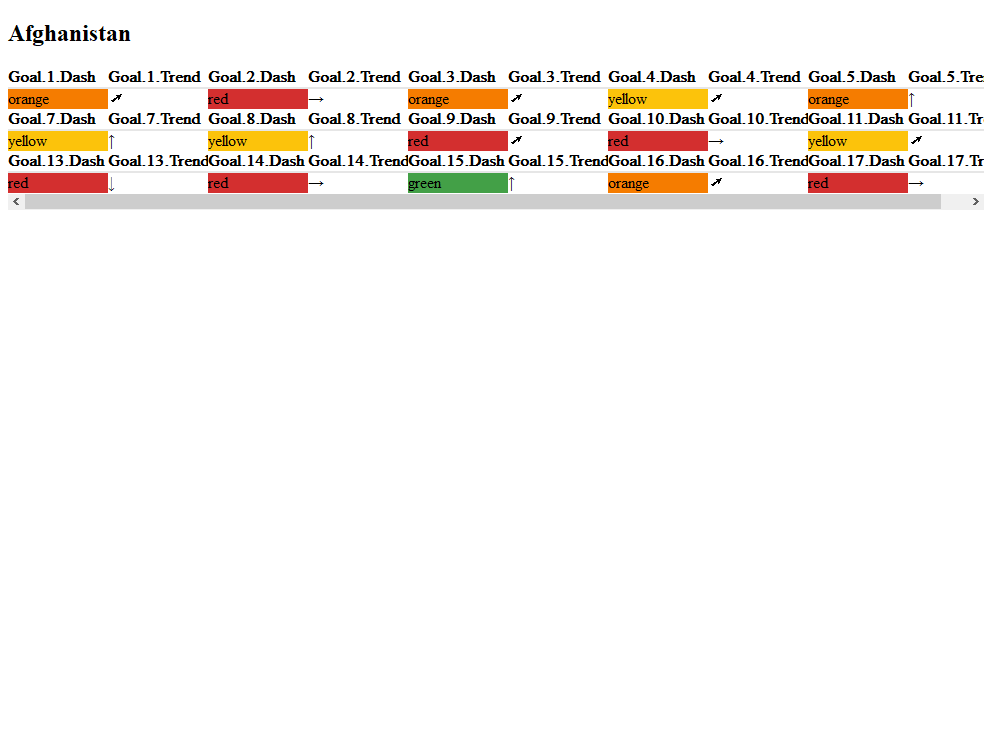 Afghanistan
Goal.1.Dash Goal.1.Trend Goal.2.Dash Goal.2.Trend Goal.3.Dash Goal.3.Trend Goal.4.Dash Goal.4.Trend Goal.5.Dash Goal.5.Tre
orange ↗ red → orange ↗ yellow ↗ orange ↑
Goal.7.Dash Goal.7.Trend Goal.8.Dash Goal.8.Trend Goal.9.Dash Goal.9.Trend Goal.10.Dash Goal.10.Trend Goal.11.Dash Goal.11.Tr
yellow ↑ yellow ↑ red ↗ red → yellow ↗
Goal.13.Dash Goal.13.Trend Goal.14.Dash Goal.14.Trend Goal.15.Dash Goal.15.Trend Goal.16.Dash Goal.16.Trend Goal.17.Dash Goal.17.Tr
red ↓ red → green ↑ orange ↗ red →